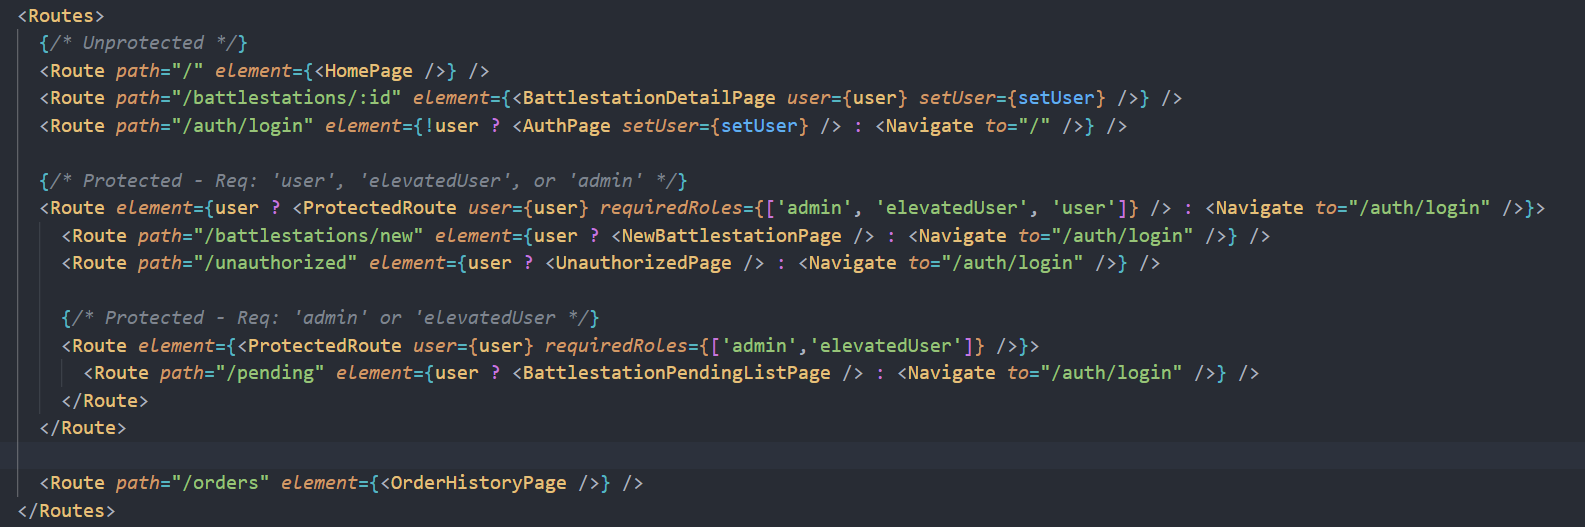 <Routes>
{/* Unprotected */}
<Route path="/" element={<HomePage />} />
<Route path="/battlestations/:id" element={<BattlestationDetailPage user={user} setUser={setUser} />} />
<Route path="/auth/login" element={!user ? <AuthPage setUser={setUser} /> : <Navigate to="/" />} />
{/* Protected - Req: 'user', 'elevatedUser', or 'admin' */}
<Route element={user ? <ProtectedRoute user={user} requiredRoles={['admin', 'elevatedUser', 'user']} /> : <Navigate to="/auth/login" />}>
<Route path="/battlestations/new" element={user ? <NewBattlestationPage /> : <Navigate to="/auth/login" />} />
<Route path="/unauthorized" element={user ? <UnauthorizedPage /> : <Navigate to="/auth/login" />} />
{/* Protected - Req: 'admin' or 'elevatedUser */}
<Route element={<ProtectedRoute user={user} requiredRoles={['admin','elevatedUser']} />}>
<Route path="/pending" element={user ? <BattlestationPendingListPage /> : <Navigate to="/auth/login" />} />
</Route>
</Route>
<Route path="/orders" element={<OrderHistoryPage />} />
</Routes>